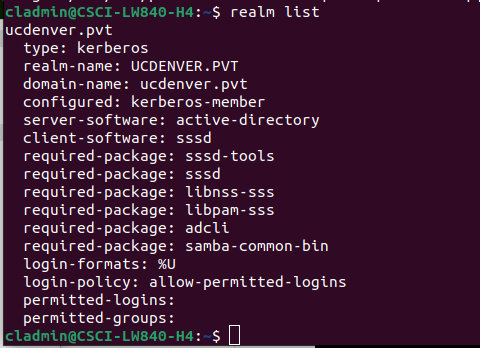 cladmin@CSCI-LW840-H4:~$ realm list
ucdenver.pvt
  type: kerberos
  realm-name: UCDENVER.PVT
  domain-name: ucdenver.pvt
  configured: kerberos-member
  server-software: active-directory
  client-software: sssd
  required-package: sssd-tools
  required-package: sssd
  required-package: libnss-sss
  required-package: libpam-sss
  required-package: adcli
  required-package: samba-common-bin
  login-formats: %U
  login-policy: allow-permitted-logins
  permitted-logins:
  permitted-groups:
cladmin@CSCI-LW840-H4:~$